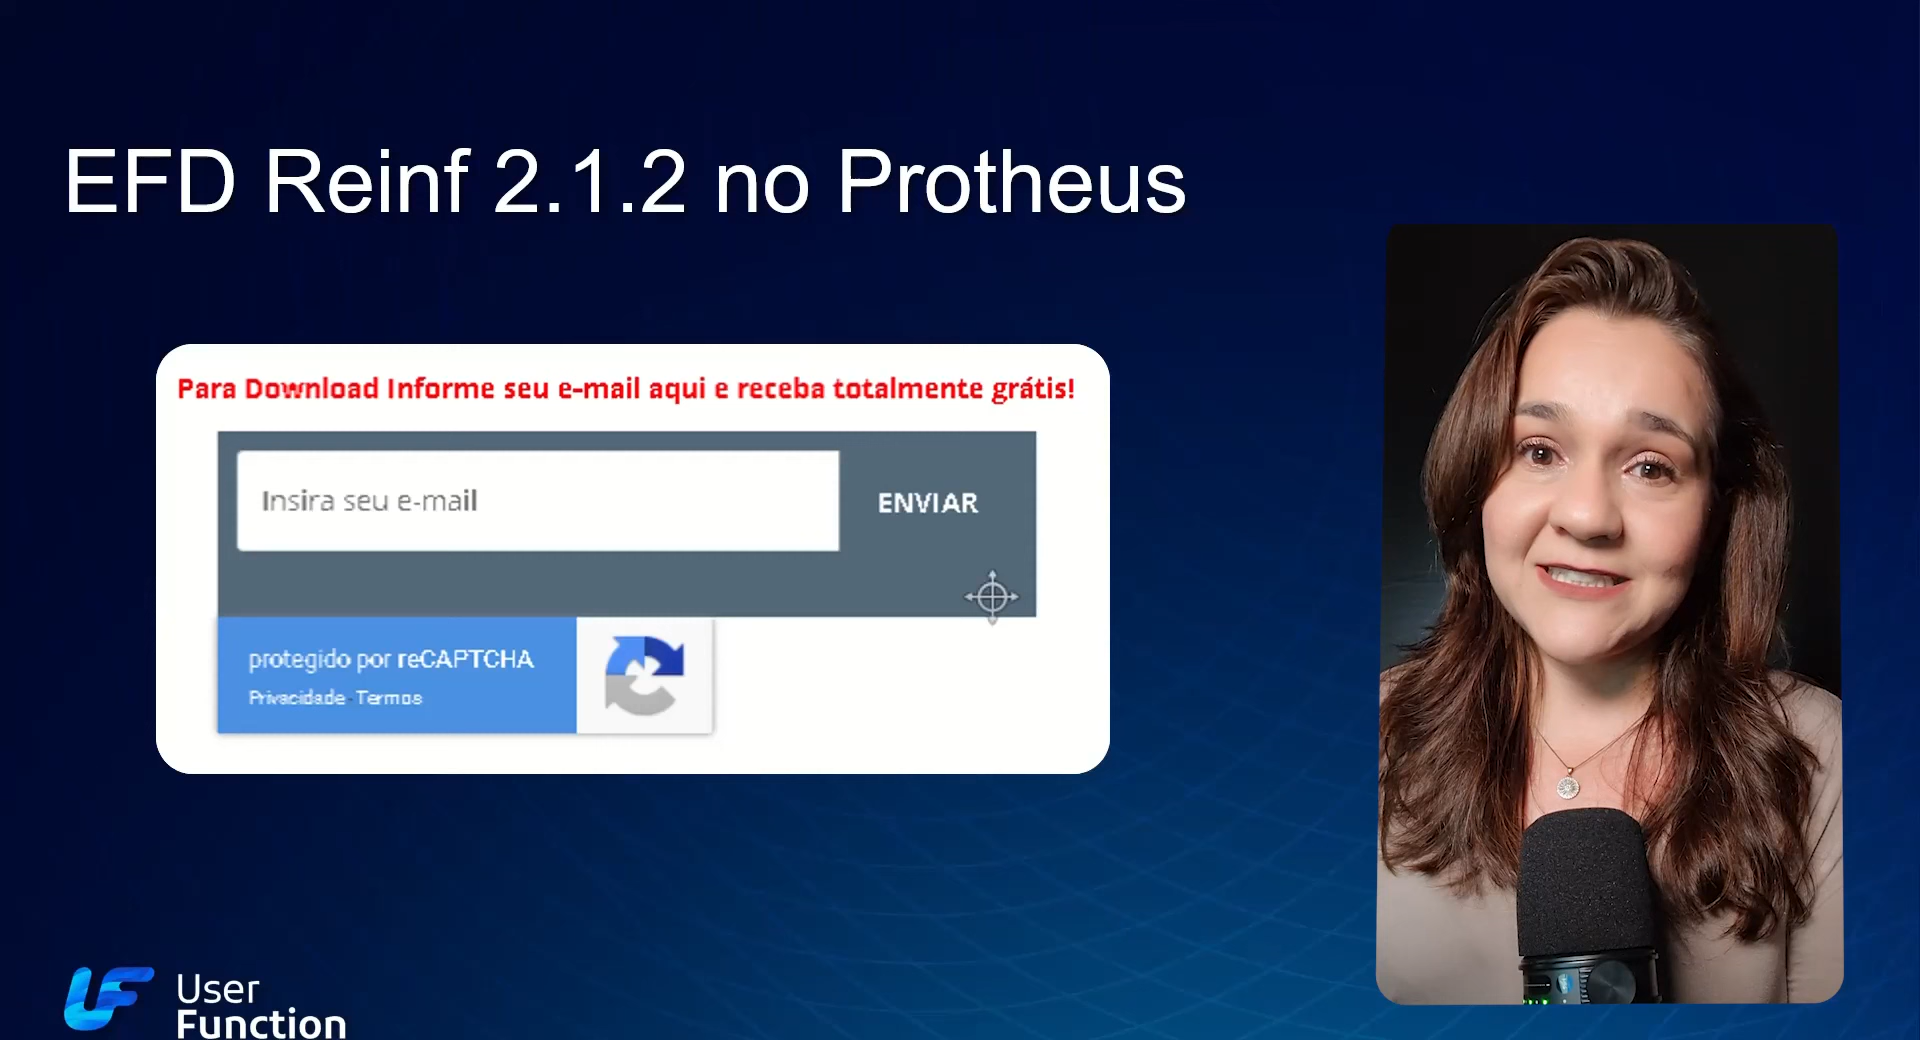 EFD Reinf 2.1.2 no Protheus
Para Download Informe seu e-mail aqui e receba totalmente grátis!
Insira seu e-mail
ENVIAR
protegido por reCAPTCHA
Privacidade - Termos
UF
User
Function